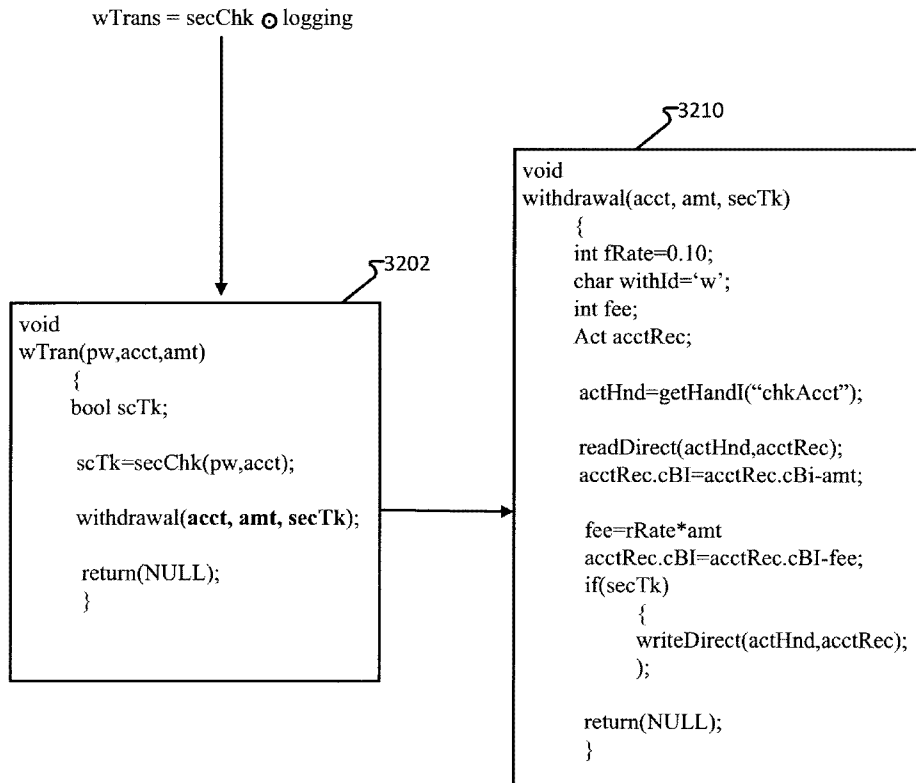 wTrans = secChk ⊙ logging
3202
void
wTran(pw,acct,amt)
{
bool scTk;
scTk=secChk(pw,acct);
withdrawal(acct, amt, secTk);
return(NULL);
}
3210
void
withdrawal(acct, amt, secTk)
{
int fRate=0.10;
char withId=‘w’;
int fee;
Act acctRec;
actHnd=getHandI(“chkAcct”);
readDirect(actHnd,acctRec);
acctRec.cBI=acctRec.cBi-amt;
fee=rRate*amt
acctRec.cBI=acctRec.cBI-fee;
if(secTk)
{
writeDirect(actHnd,acctRec);
);
return(NULL);
}